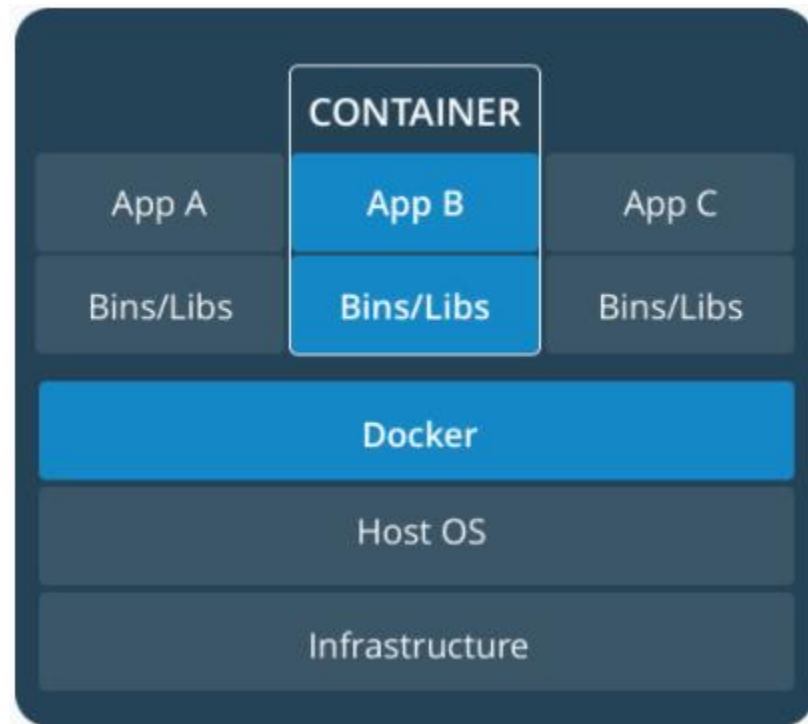 CONTAINER
App A
App B
App C
Bins/Libs
Bins/Libs
Bins/Libs
Docker
Host OS
Infrastructure